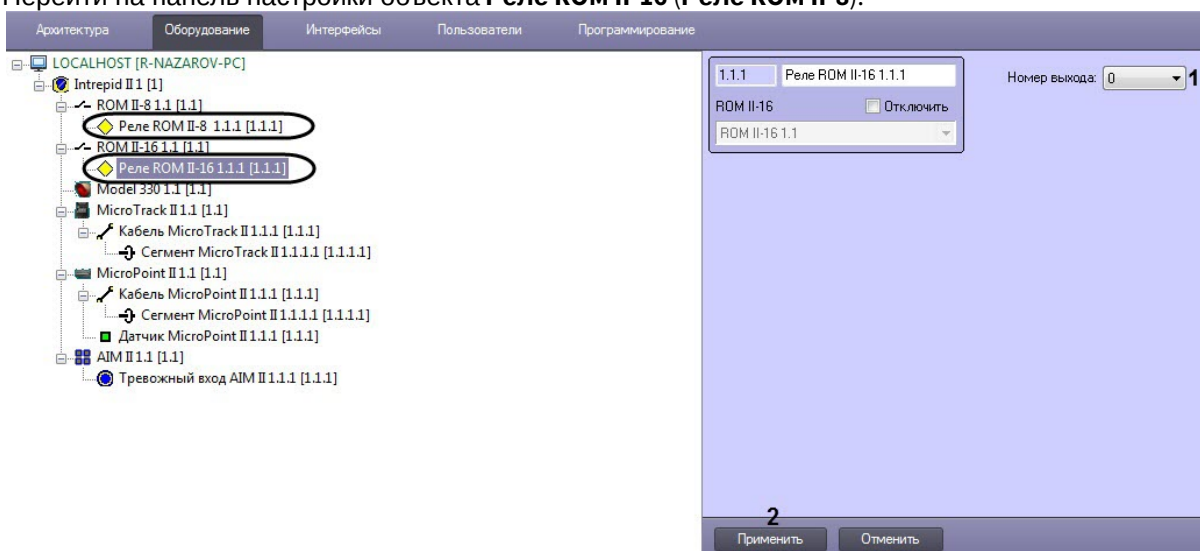 Перейти на панель настройки объекта Реле ROM II-16 (Реле ROM II-8).
Архитектура Оборудование Интерфейсы Пользователи Программирование
LOCALHOST [R-NAZAROV-PC]
Intrepid II 1 [1]
ROM II-8 1.1 [1.1]
Реле ROM II-8 1.1.1 [1.1.1]
ROM II-16 1.1 [1.1]
Реле ROM II-16 1.1.1 [1.1.1]
Model 330 1.1 [1.1]
MicroTrack II 1.1 [1.1]
Кабель MicroTrack II 1.1.1 [1.1.1]
Сегмент MicroTrack II 1.1.1.1 [1.1.1.1]
MicroPoint II 1.1 [1.1]
Кабель MicroPoint II 1.1.1 [1.1.1]
Сегмент MicroPoint II 1.1.1.1 [1.1.1.1]
Датчик MicroPoint II 1.1.1 [1.1.1]
AIM II 1.1 [1.1]
Тревожный вход AIM II 1.1.1 [1.1.1]
1.1.1 Реле ROM II-16 1.1.1
ROM II-16 Отключить
ROM II-16 1.1
Номер выхода: 0 1
2
Применить Отменить